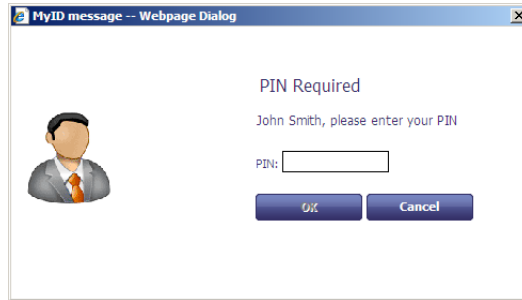 MyID message -- Webpage Dialog
PIN Required
John Smith, please enter your PIN
PIN:
OK Cancel